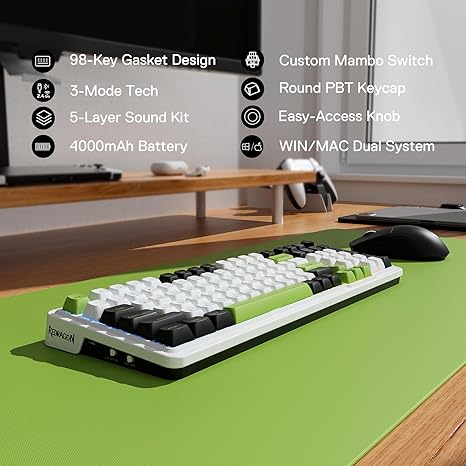 98-Key Gasket Design
3-Mode Tech
5-Layer Sound Kit
4000mAh Battery
Custom Mambo Switch
Round PBT Keycap
Easy-Access Knob
WIN/MAC Dual System
REDRAGON